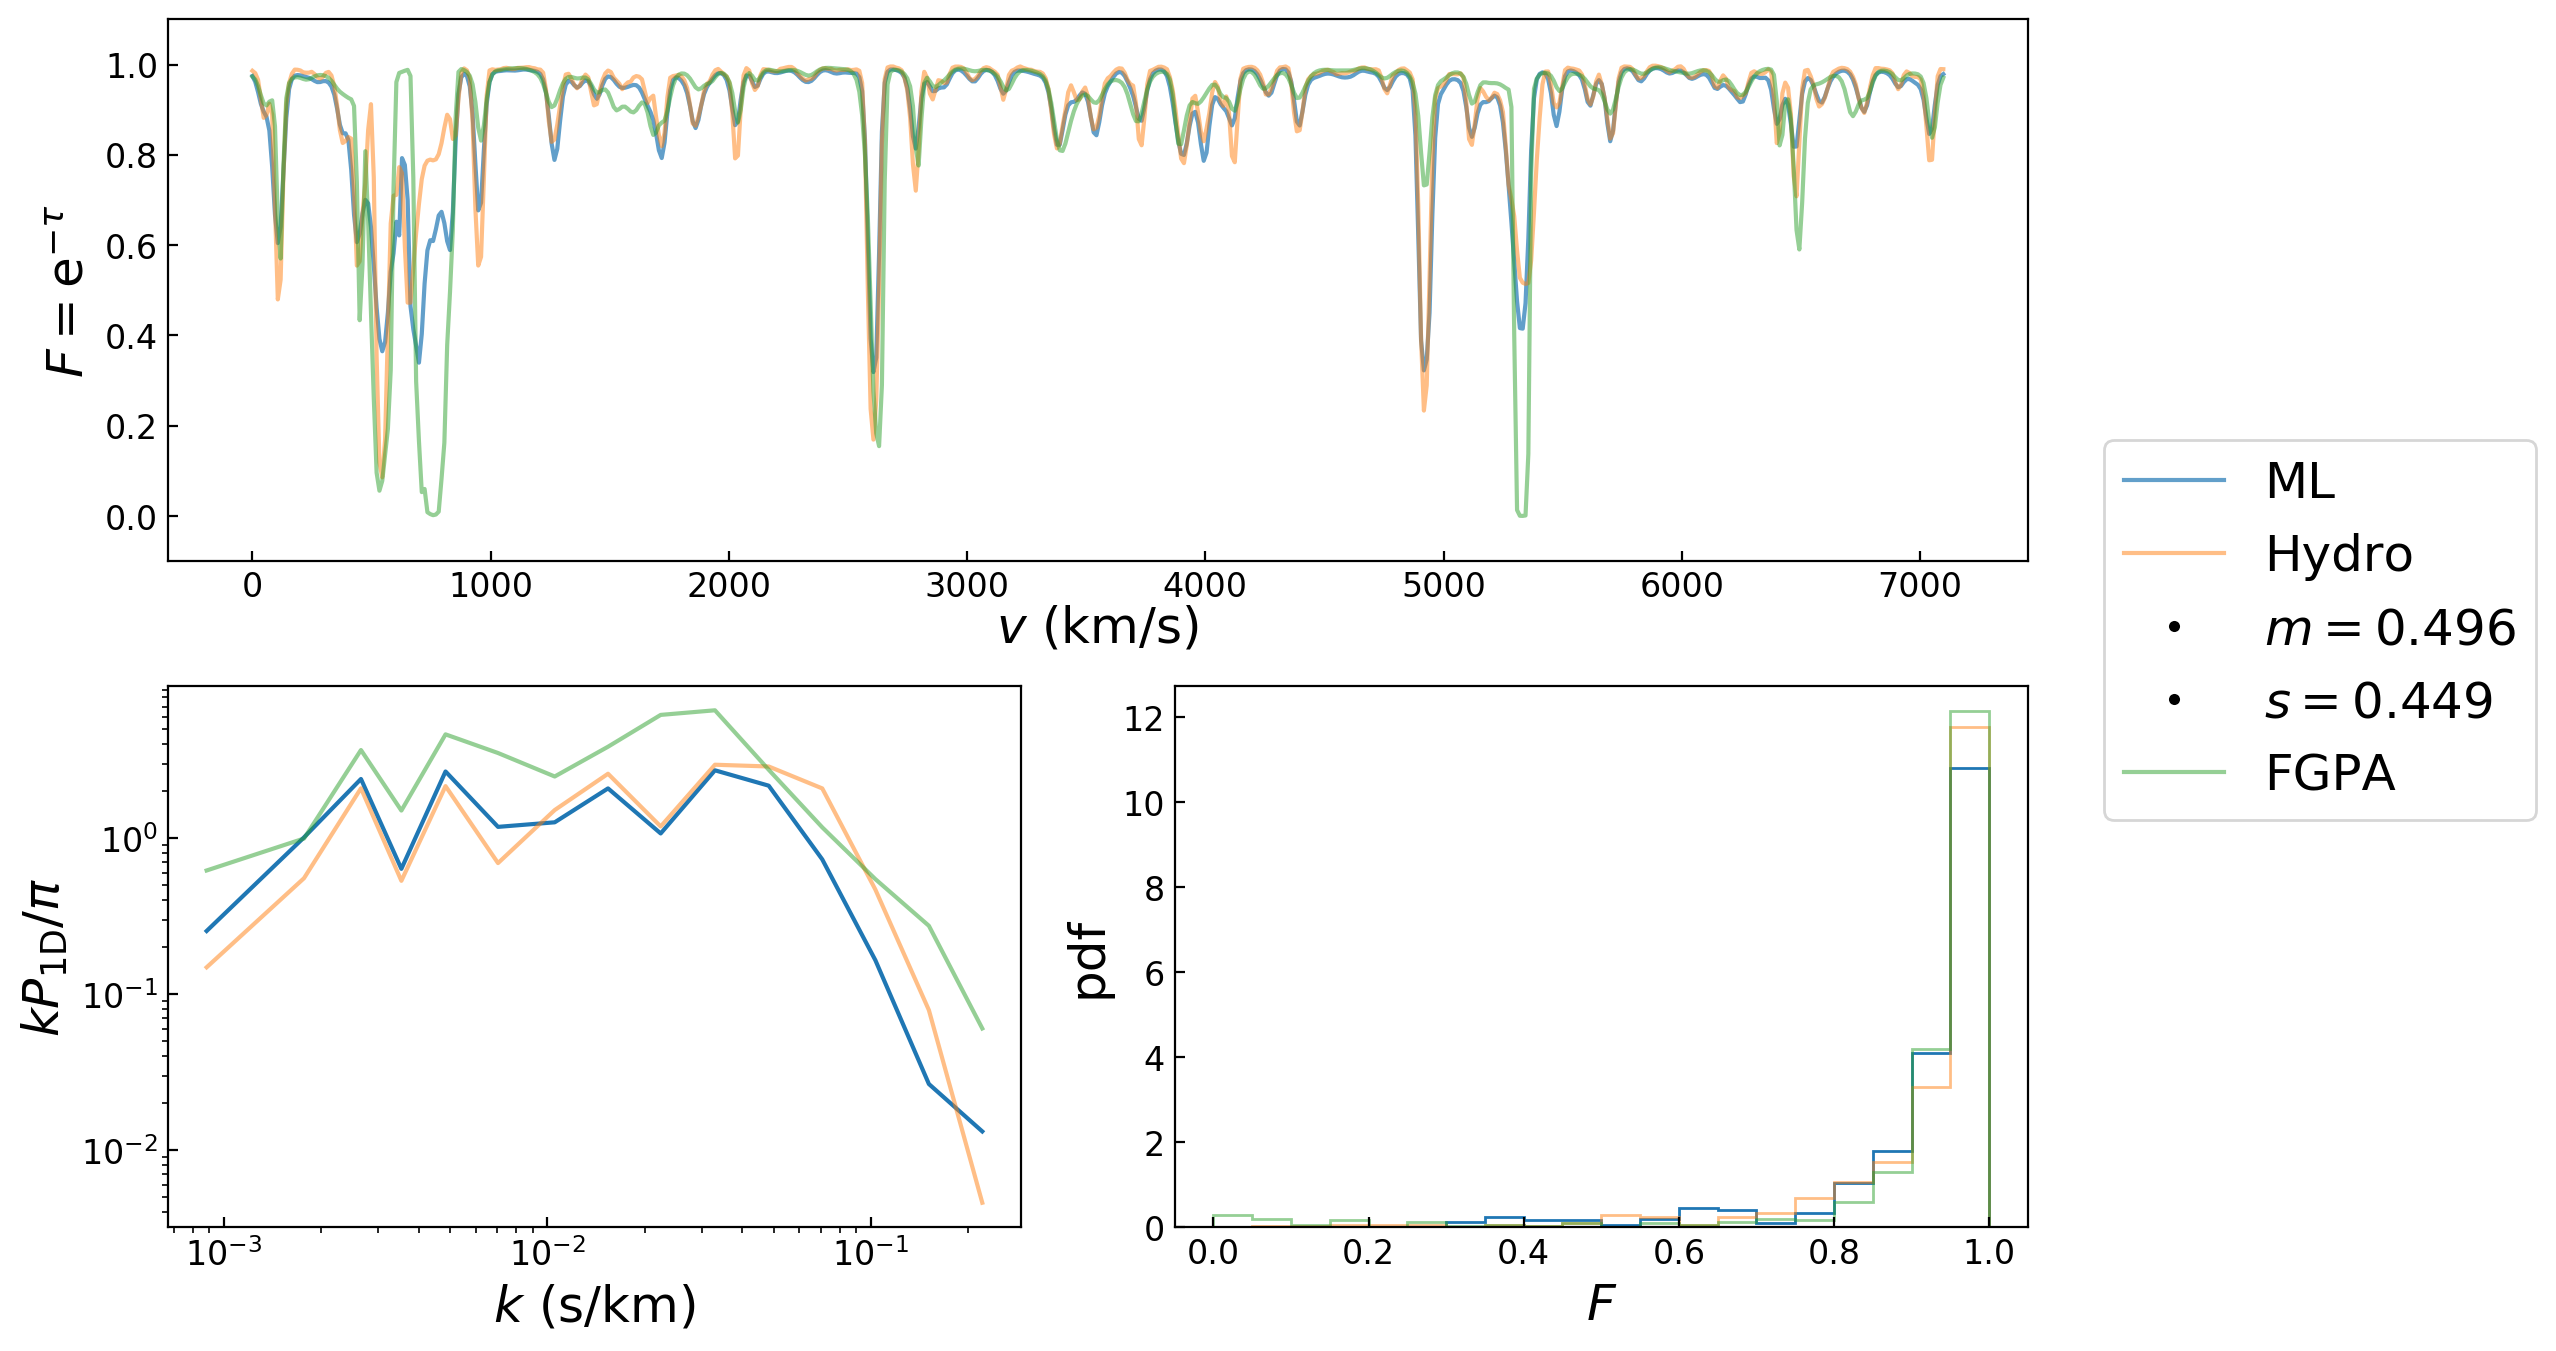 F = e^{-τ}
1.0
0.8
0.6
0.4
0.2
0.0
0 1000 2000 3000 4000 5000 6000 7000
v (km/s)
ML
Hydro
m = 0.496
s = 0.449
FGPA
kP_{1D}/π
10^0
10^{-1}
10^{-2}
10^{-3} 10^{-2} 10^{-1}
k (s/km)
pdf
12
10
8
6
4
2
0
0.0 0.2 0.4 0.6 0.8 1.0
F